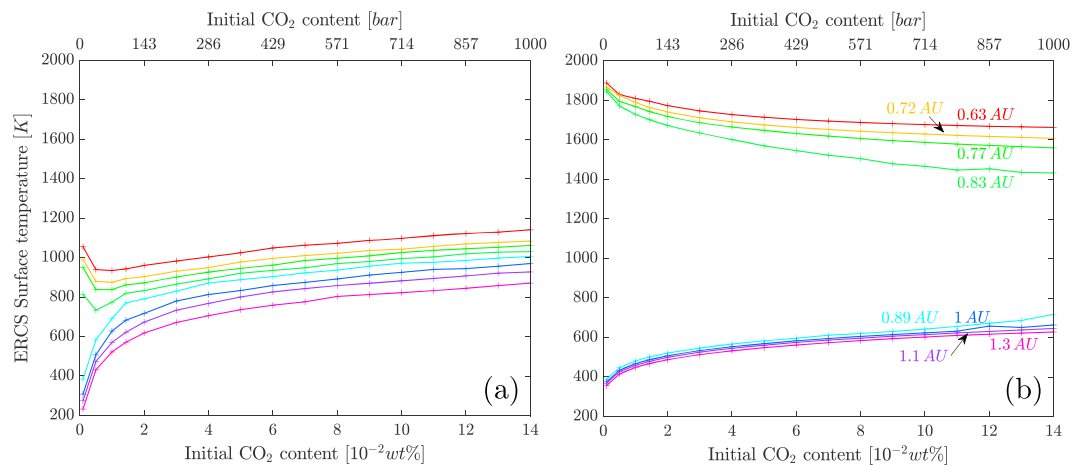 Initial CO₂ content [bar]
0 143 286 429 571 714 857 1000
2000
1800
1600
1400
1200
1000
800
600
400
200
ERCS Surface temperature [K]
(a)
0 2 4 6 8 10 12 14
Initial CO₂ content [10⁻²wt%]
Initial CO₂ content [bar]
0 143 286 429 571 714 857 1000
2000
1800
1600
1400
1200
1000
800
600
400
200
0.72 AU
0.63 AU
0.77 AU
0.83 AU
0.89 AU
1 AU
1.3 AU
1.1 AU
(b)
0 2 4 6 8 10 12 14
Initial CO₂ content [10⁻²wt%]